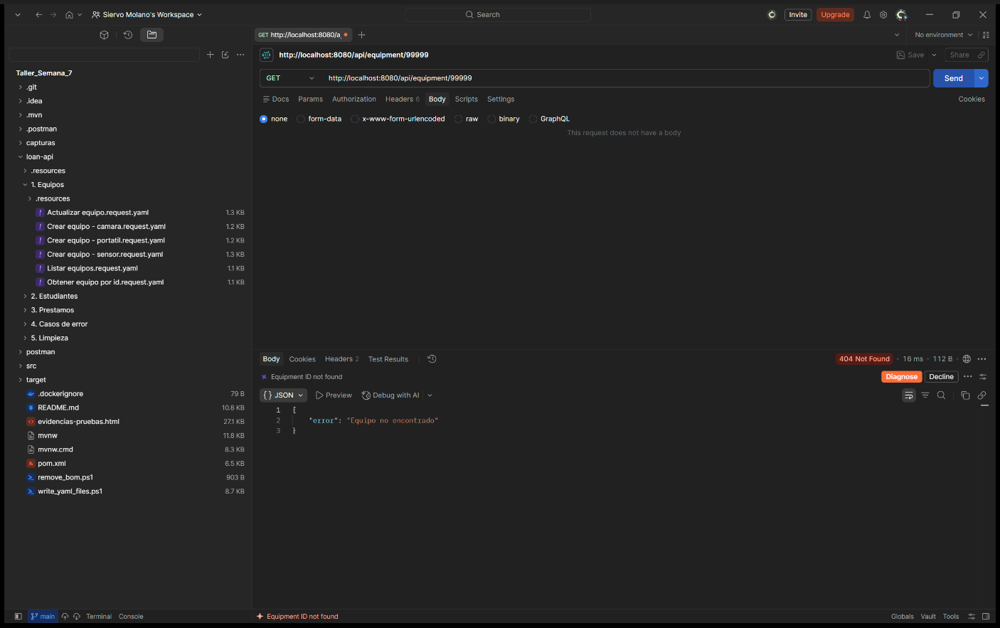 Siervo Molano's Workspace
Search
Invite
Upgrade
GET http://localhost:8080/a
No environment
http://localhost:8080/api/equipment/99999
Save
Share
Taller_Semana_7
.git
.idea
.mvn
.postman
capturas
loan-api
.resources
1. Equipos
.resources
Actualizar equipo.request.yaml 1.3 KB
Crear equipo - camara.request.yaml 1.2 KB
Crear equipo - portatil.request.yaml 1.2 KB
Crear equipo - sensor.request.yaml 1.3 KB
Listar equipos.request.yaml 1.1 KB
Obtener equipo por id.request.yaml 1.1 KB
2. Estudiantes
3. Prestamos
4. Casos de error
5. Limpieza
postman
src
target
.dockerignore 79 B
README.md 10.8 KB
evidencias-pruebas.html 27.1 KB
mvnw 11.8 KB
mvnw.cmd 8.3 KB
pom.xml 6.5 KB
remove_bom.ps1 903 B
write_yaml_files.ps1 8.7 KB
GET http://localhost:8080/api/equipment/99999
Send
Docs Params Authorization Headers 6 Body Scripts Settings
Cookies
none form-data x-www-form-urlencoded raw binary GraphQL
This request does not have a body
Body Cookies Headers 2 Test Results
404 Not Found 16 ms 112 B
Equipment ID not found
Diagnose Decline
{} JSON Preview Debug with AI
1 {
2 "error": "Equipo no encontrado"
3 }
main
Terminal
Console
Equipment ID not found
Globals Vault Tools